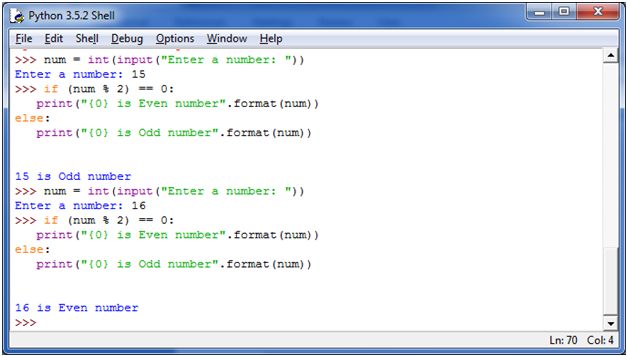 Python 3.5.2 Shell
File Edit Shell Debug Options Window Help
>>> num = int(input("Enter a number: "))
Enter a number: 15
>>> if (num % 2) == 0:
   print("{0} is Even number".format(num))
else:
   print("{0} is Odd number".format(num))
15 is Odd number
>>> num = int(input("Enter a number: "))
Enter a number: 16
>>> if (num % 2) == 0:
   print("{0} is Even number".format(num))
else:
   print("{0} is Odd number".format(num))
16 is Even number
>>>
Ln: 70 Col: 4